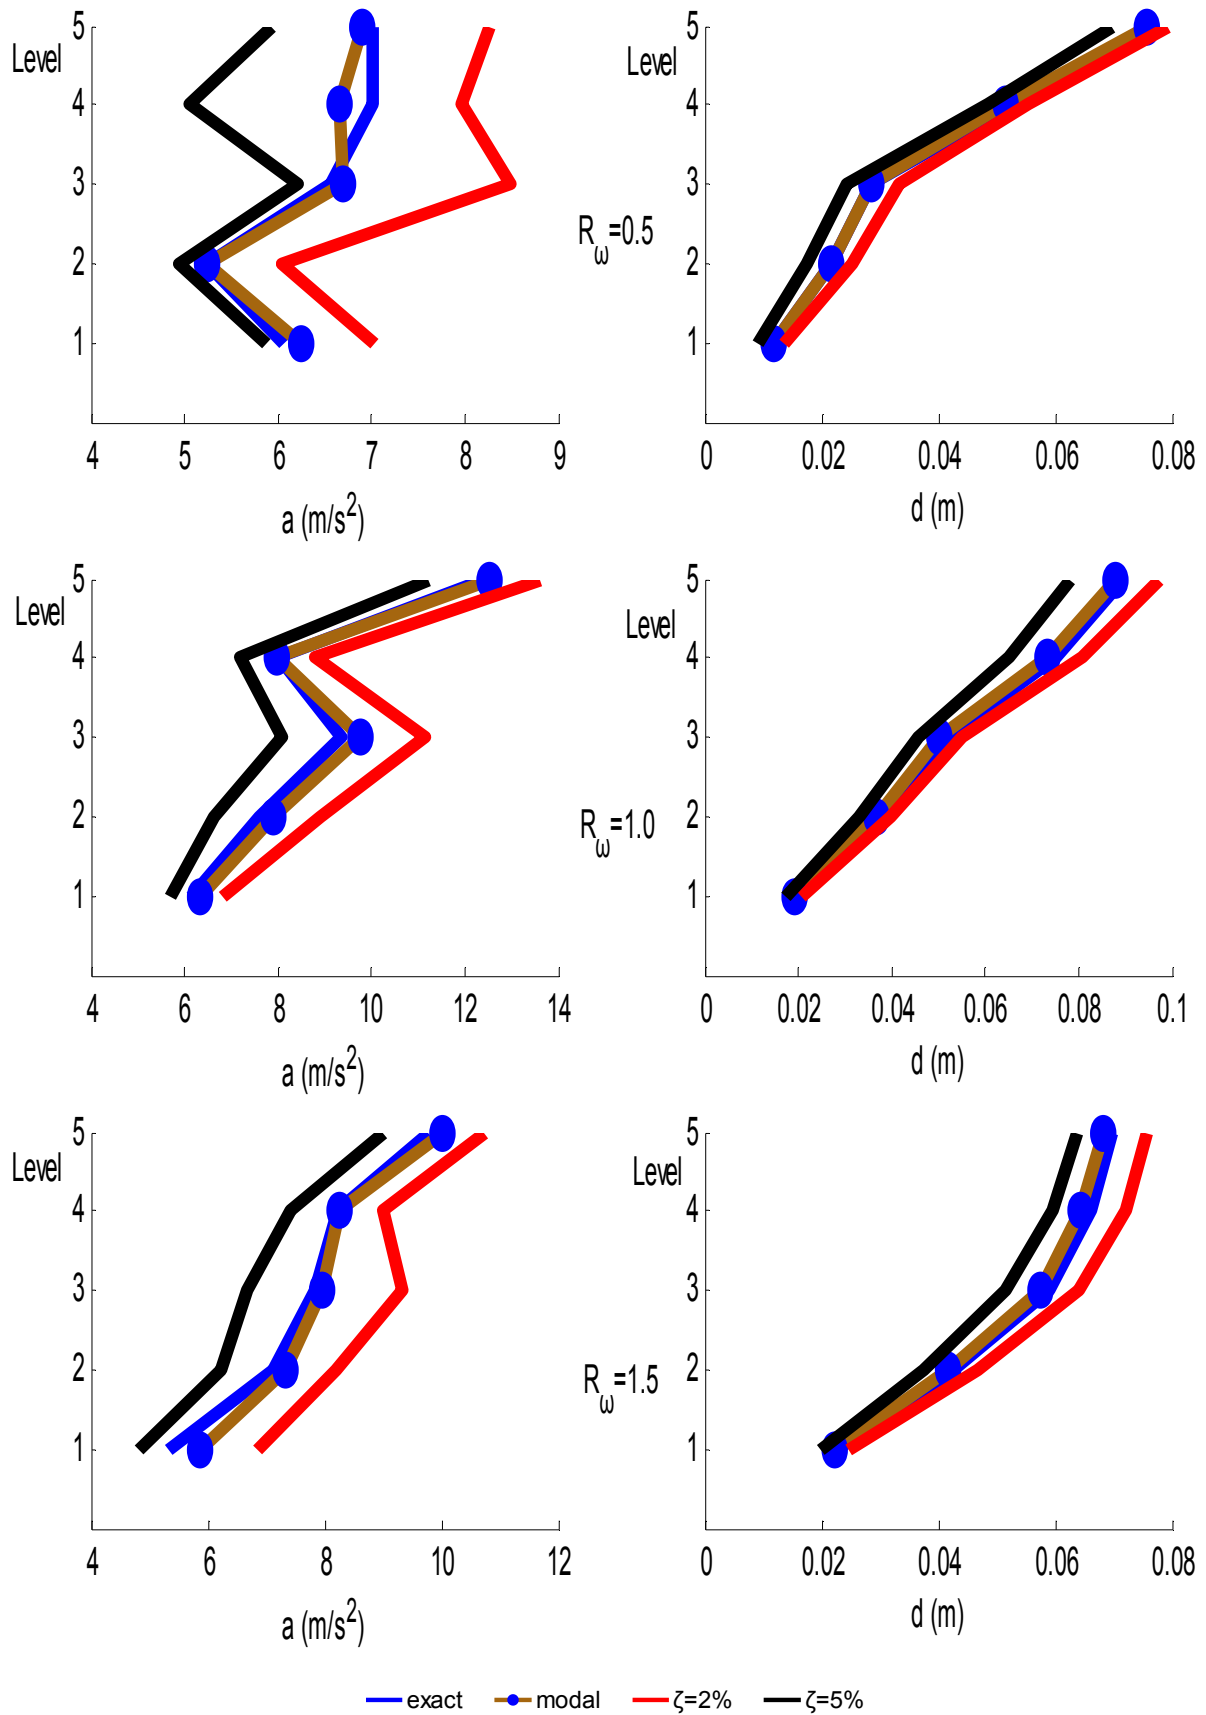 5
Level
4
3
2
1
4 5 6 7 8 9
a (m/s²)
R_ω=0.5
5
Level
4
3
2
1
0 0.02 0.04 0.06 0.08
d (m)
5
Level
4
3
2
1
4 6 8 10 12 14
a (m/s²)
R_ω=1.0
5
Level
4
3
2
1
0 0.02 0.04 0.06 0.08 0.1
d (m)
5
Level
4
3
2
1
4 6 8 10 12
a (m/s²)
R_ω=1.5
5
Level
4
3
2
1
0 0.02 0.04 0.06 0.08
d (m)
exact modal ζ=2% ζ=5%